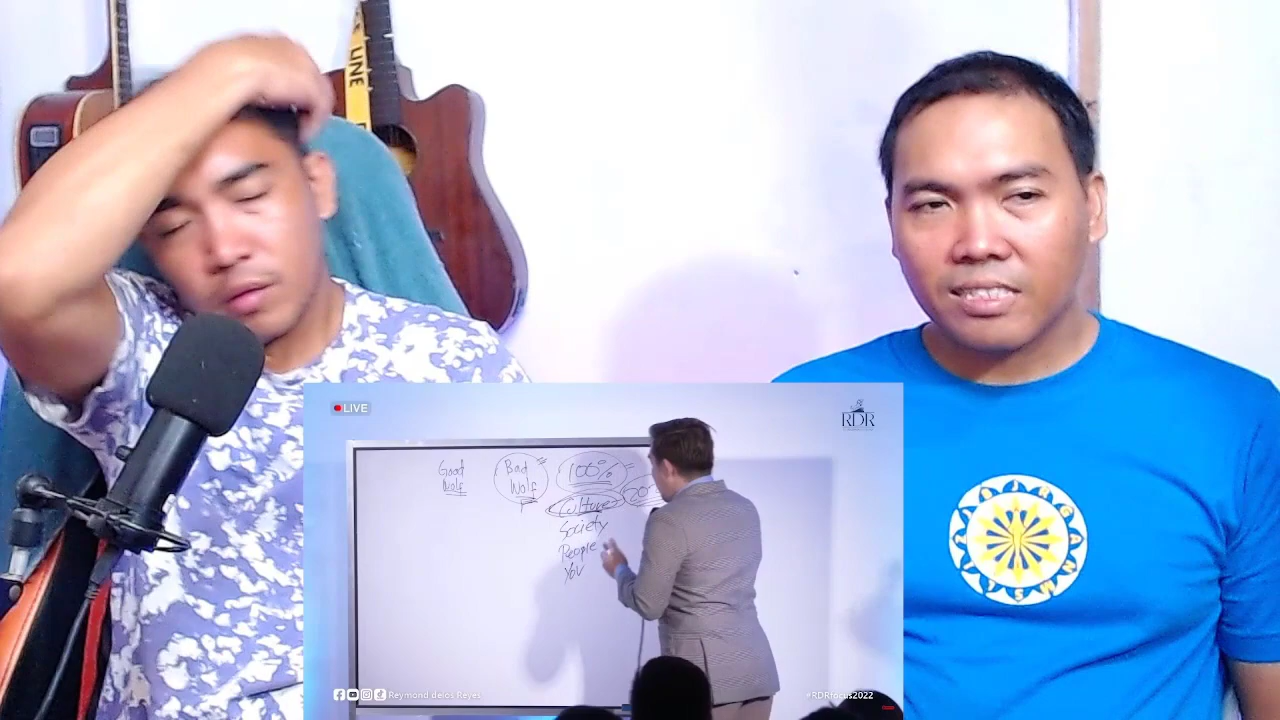 LINE
LIVE
RDR
Good
Wolf
Bad
Wolf
100%
20
Culture
Society
People
You
Reymond delos Reyes
#RDRfocus2022